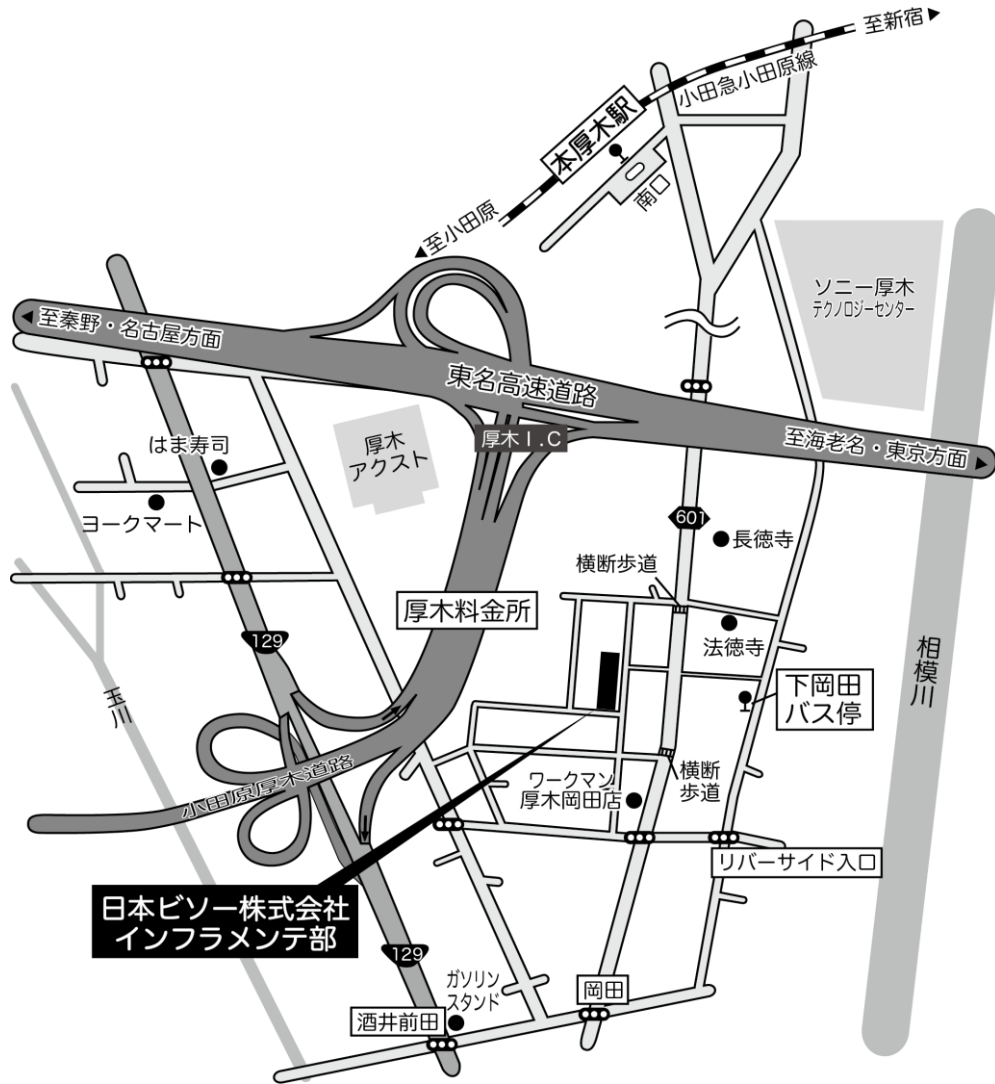 至新宿▶
小田急小田原線
本厚木駅
南口
◀至小田原
ソニー厚木
テクノロジーセンター
◀至秦野・名古屋方面
東名高速道路
厚木I.C
至海老名・東京方面▶
厚木
アクスト
はま寿司
ヨークマート
601
長徳寺
横断歩道
厚木料金所
法徳寺
129
相模川
玉川
下岡田
バス停
小田原厚木道路
横断
歩道
ワークマン
厚木岡田店
リバーサイド入口
日本ビソー株式会社
インフラメンテ部
129
ガソリン
スタンド
岡田
酒井前田